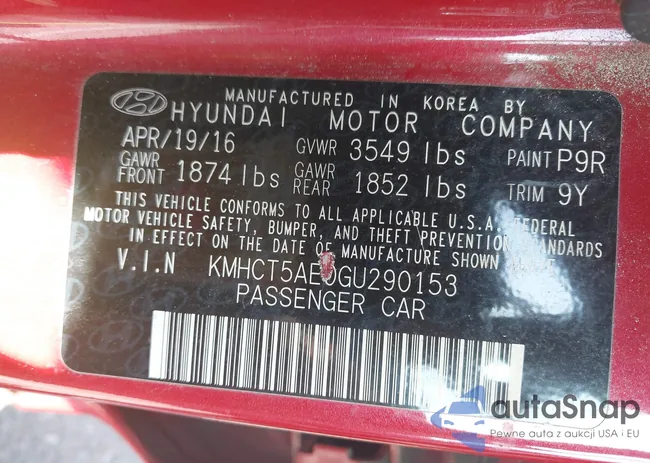 MANUFACTURED IN KOREA BY
HYUNDAI MOTOR COMPANY
APR/19/16 GVWR 3549 lbs PAINT P9R
GAWR FRONT 1874 lbs GAWR REAR 1852 lbs TRIM 9Y
THIS VEHICLE CONFORMS TO ALL APPLICABLE U.S.A. FEDERAL
MOTOR VEHICLE SAFETY, BUMPER, AND THEFT PREVENTION STANDARDS
IN EFFECT ON THE DATE OF MANUFACTURE SHOWN ABOVE.
V.I.N KMHCT5AE0GU290153
PASSENGER CAR
autaSnap
Pewne auta z aukcji USA i EU